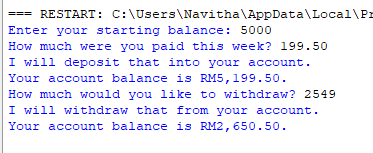 === RESTART: C:\Users\Navitha\AppData\Local\Pr
Enter your starting balance: 5000
How much were you paid this week? 199.50
I will deposit that into your account.
Your account balance is RM5,199.50.
How much would you like to withdraw? 2549
I will withdraw that from your account.
Your account balance is RM2,650.50.